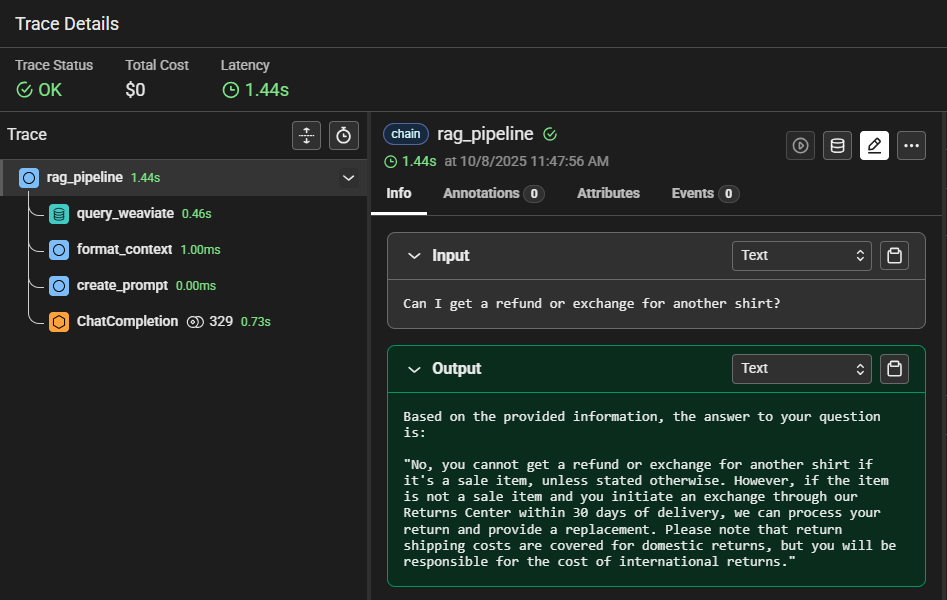 Trace Details
Trace Status
Total Cost
Latency
OK
$0
1.44s
Trace
rag_pipeline 1.44s
query_weaviate 0.46s
format_context 1.00ms
create_prompt 0.00ms
ChatCompletion 329 0.73s
chain rag_pipeline
1.44s at 10/8/2025 11:47:56 AM
Info
Annotations 0
Attributes
Events 0
Input
Text
Can I get a refund or exchange for another shirt?
Output
Text
Based on the provided information, the answer to your question
is:
"No, you cannot get a refund or exchange for another shirt if
it's a sale item, unless stated otherwise. However, if the item
is not a sale item and you initiate an exchange through our
Returns Center within 30 days of delivery, we can process your
return and provide a replacement. Please note that return
shipping costs are covered for domestic returns, but you will be
responsible for the cost of international returns."